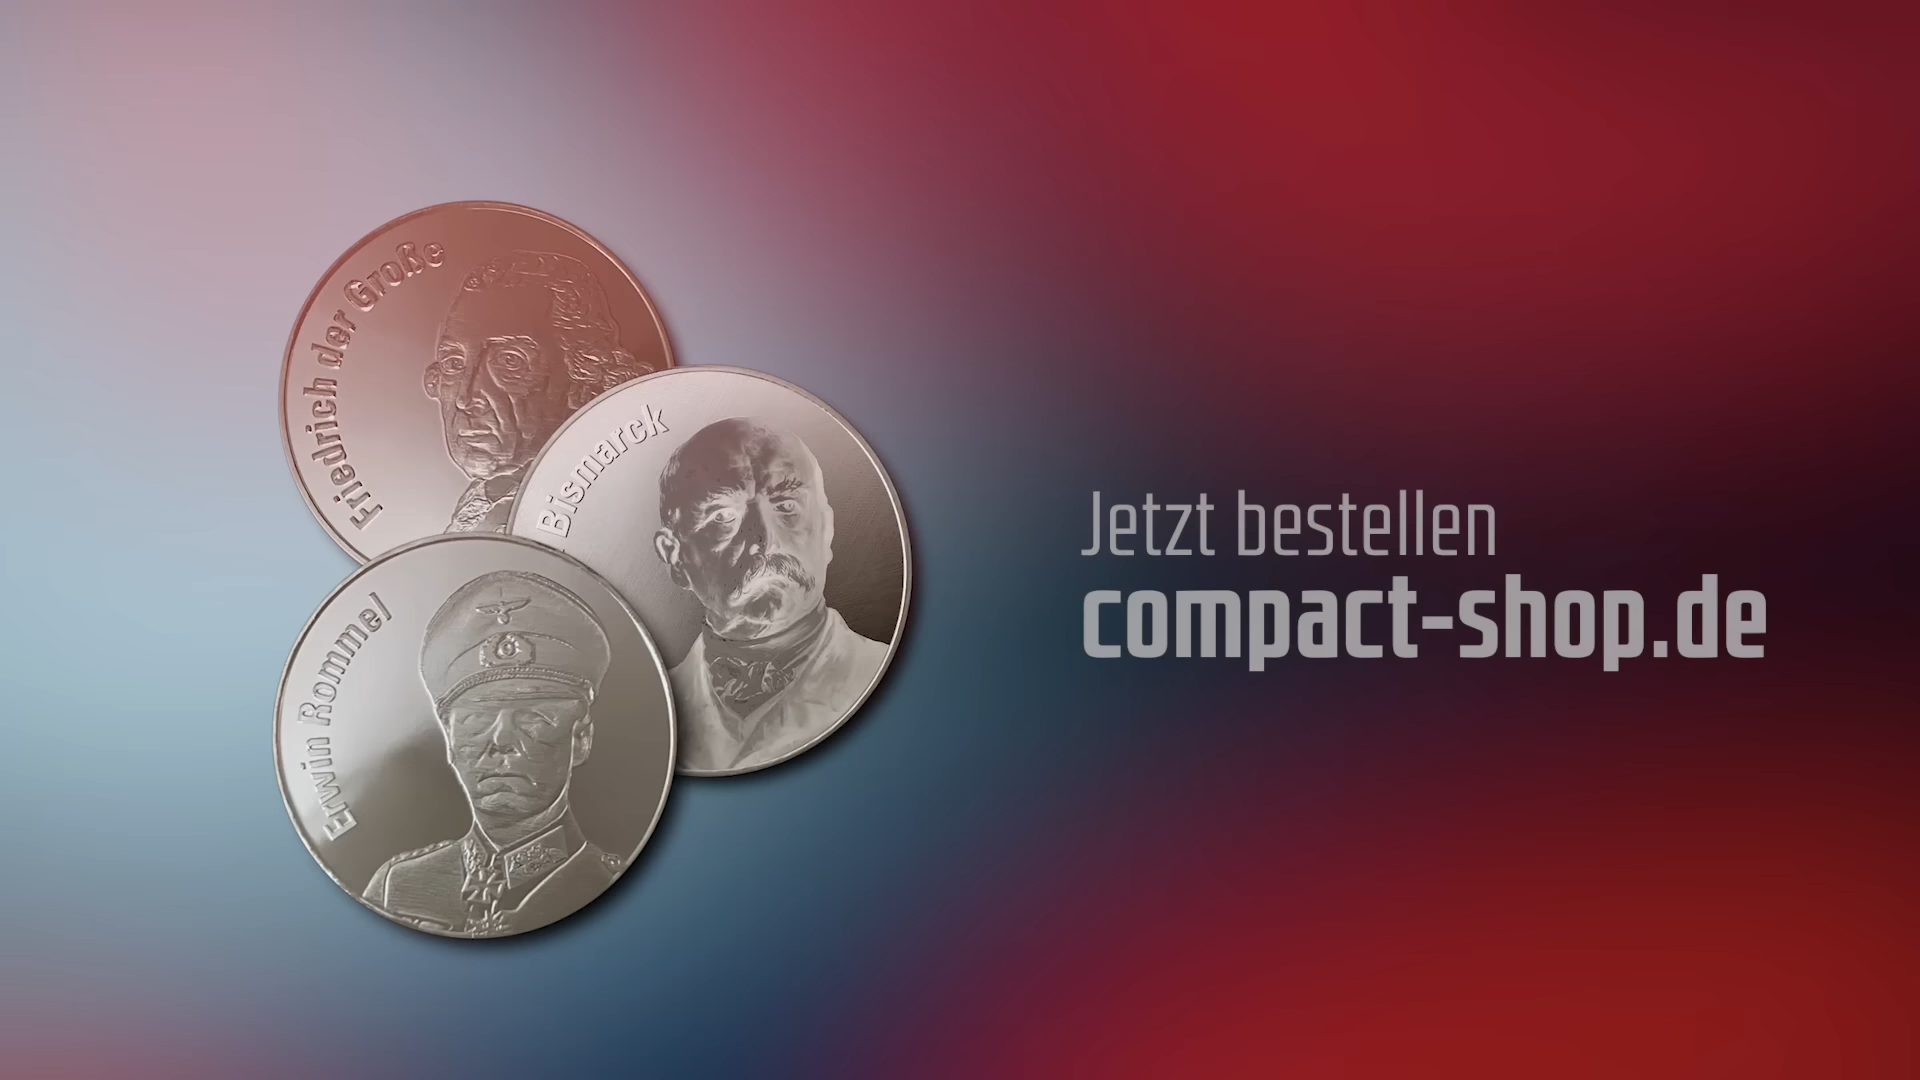 Friedrich der Große
Bismarck
Erwin Rommel
Jetzt bestellen
compact-shop.de